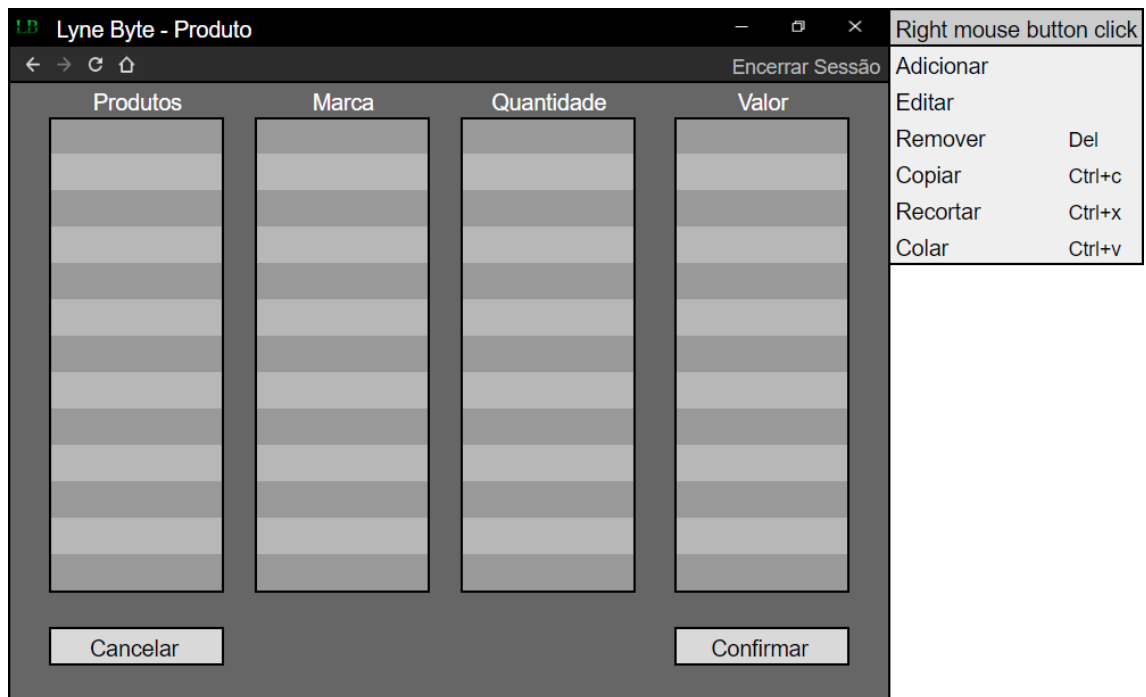 LB Lyne Byte - Produto
Encerrar Sessão
Produtos Marca Quantidade Valor
Cancelar Confirmar
Right mouse button click
Adicionar
Editar
Remover Del
Copiar Ctrl+c
Recortar Ctrl+x
Colar Ctrl+v